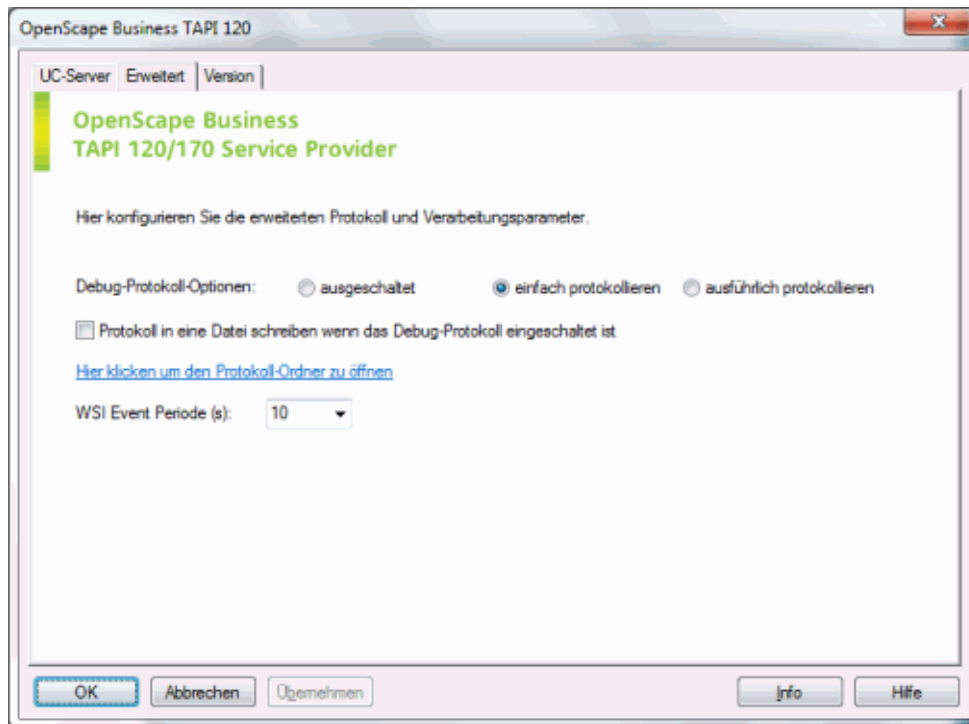 OpenScape Business TAPI 120
UC-Server Erweitert Version
OpenScape Business
TAPI 120/170 Service Provider
Hier konfigurieren Sie die erweiterten Protokoll und Verarbeitungsparameter.
Debug-Protokoll-Optionen: ausgeschaltet einfach protokollieren ausführlich protokollieren
Protokoll in eine Datei schreiben wenn das Debug-Protokoll eingeschaltet ist
Hier klicken um den Protokoll-Ordner zu öffnen
WSI Event Periode (s): 10
OK Abbrechen Übernehmen Info Hilfe